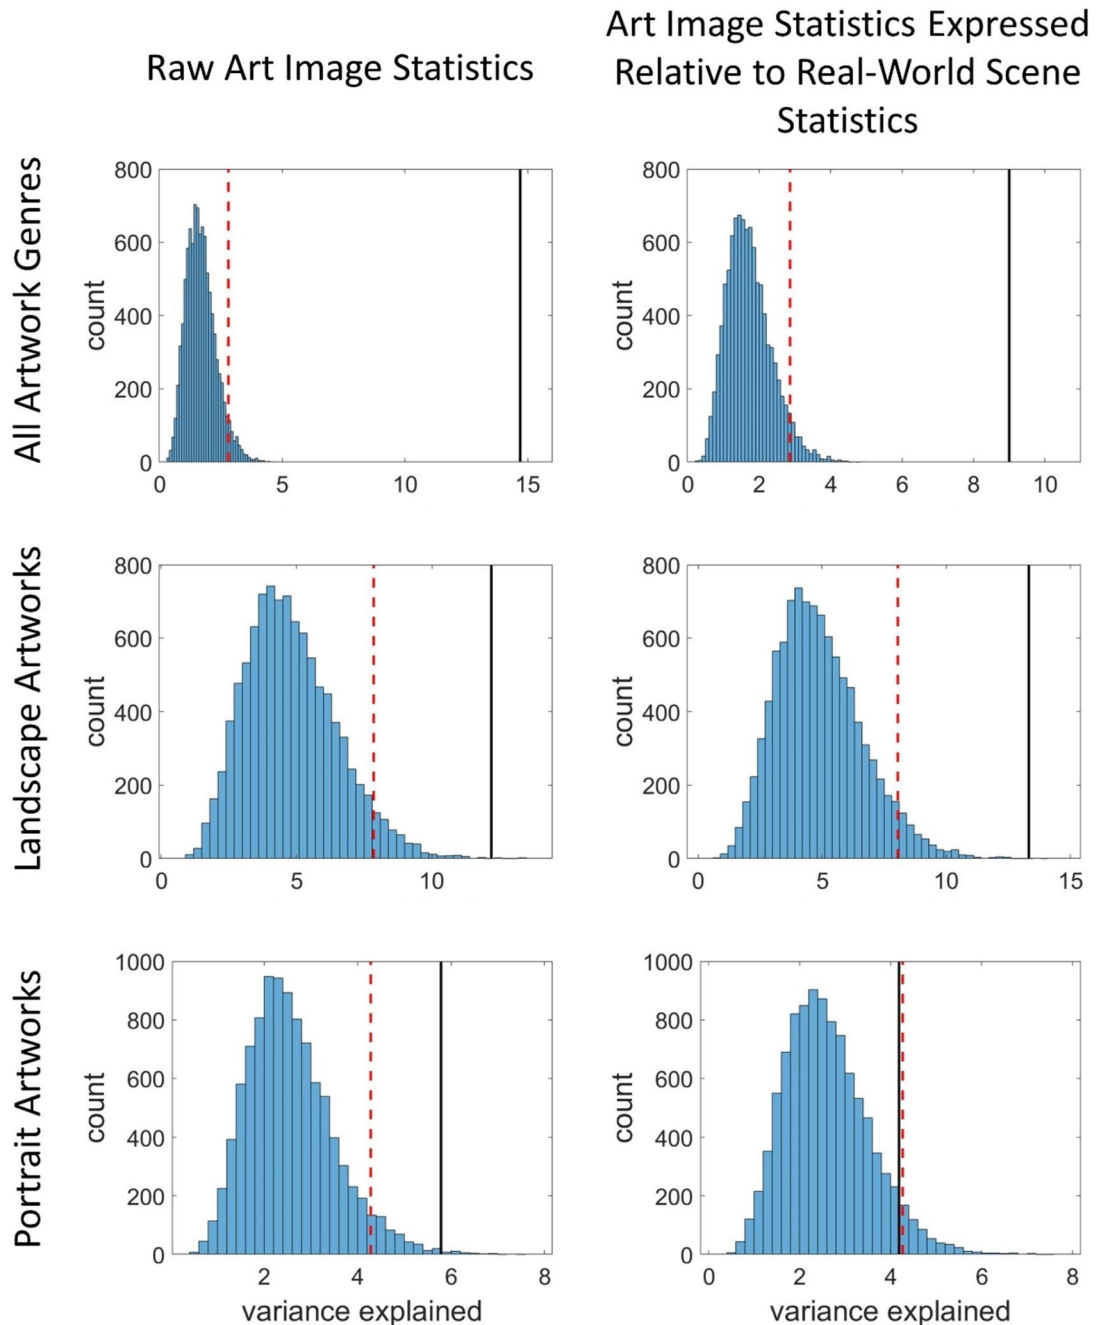 Raw Art Image Statistics
Art Image Statistics Expressed
Relative to Real-World Scene
Statistics
All Artwork Genres
count
800
600
400
200
0
0 5 10 15
count
800
600
400
200
0
0 2 4 6 8 10
Landscape Artworks
count
800
600
400
200
0
0 5 10
count
800
600
400
200
0
0 5 10 15
Portrait Artworks
count
1000
800
600
400
200
0
2 4 6 8
variance explained
count
1000
800
600
400
200
0
0 2 4 6 8
variance explained